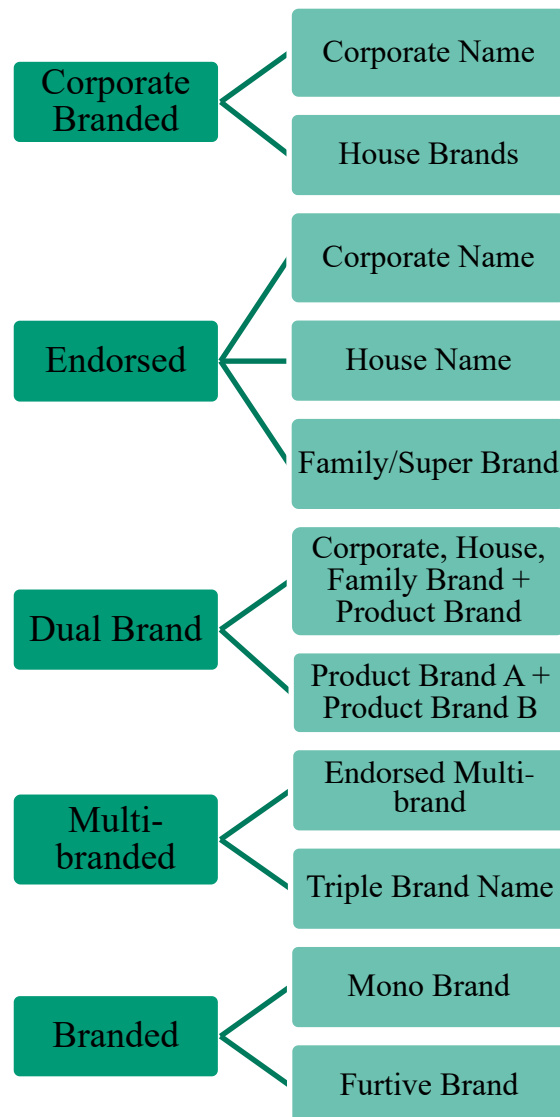 Corporate
Branded
Corporate Name
House Brands
Endorsed
Corporate Name
House Name
Family/Super Brand
Dual Brand
Corporate, House,
Family Brand +
Product Brand
Product Brand A +
Product Brand B
Multi-
branded
Endorsed Multi-
brand
Triple Brand Name
Branded
Mono Brand
Furtive Brand